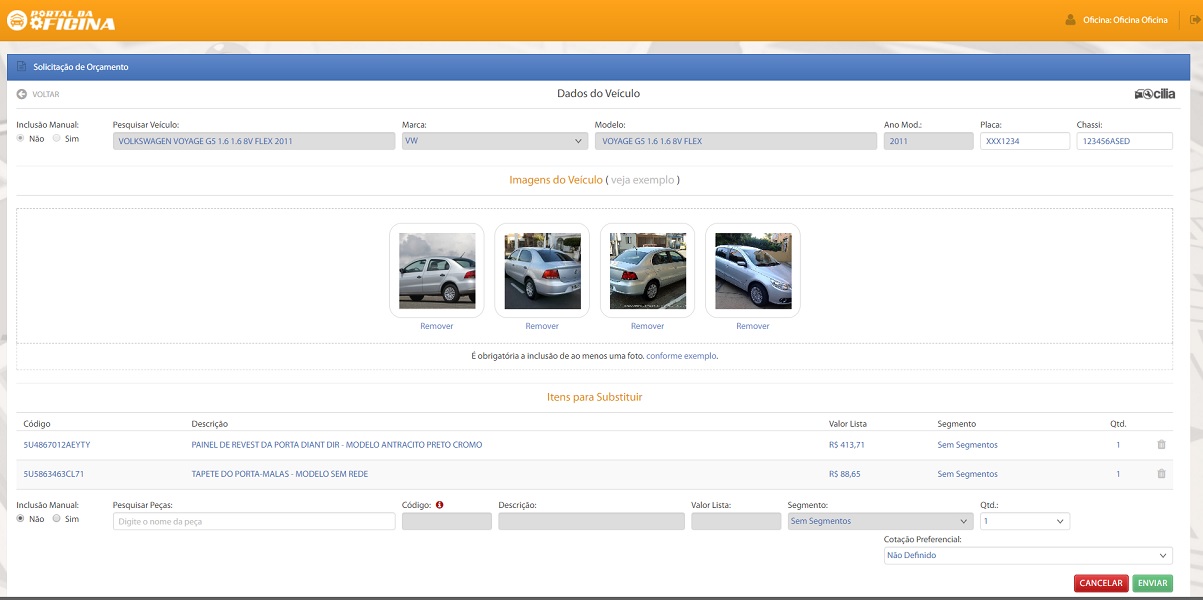 PORTAL DA
OFICINA
Oficina: Oficina Oficina
Solicitação de Orçamento
VOLTAR
Dados do Veículo
cilia
Inclusão Manual: Pesquisar Veículo: Marca: Modelo: Ano Mod.: Placa: Chassi:
Não Sim VOLKSWAGEN VOYAGE G5 1.6 1.6 8V FLEX 2011 VW VOYAGE G5 1.6 1.6 8V FLEX 2011 XXX1234 123456ASED
Imagens do Veículo ( veja exemplo )
Remover Remover Remover Remover
É obrigatória a inclusão de ao menos uma foto. conforme exemplo.
Itens para Substituir
Código Descrição Valor Lista Segmento Qtd.
5U4867012AEYTY PAINEL DE REVEST DA PORTA DIANT DIR - MODELO ANTRACITO PRETO CROMO R$ 413,71 Sem Segmentos 1
5U5863463CL71 TAPETE DO PORTA-MALAS - MODELO SEM REDE R$ 88,65 Sem Segmentos 1
Inclusão Manual: Pesquisar Peças: Código: Descrição: Valor Lista: Segmento: Qtd.:
Não Sim Digite o nome da peça Sem Segmentos 1
Cotação Preferencial:
Não Definido
CANCELAR ENVIAR